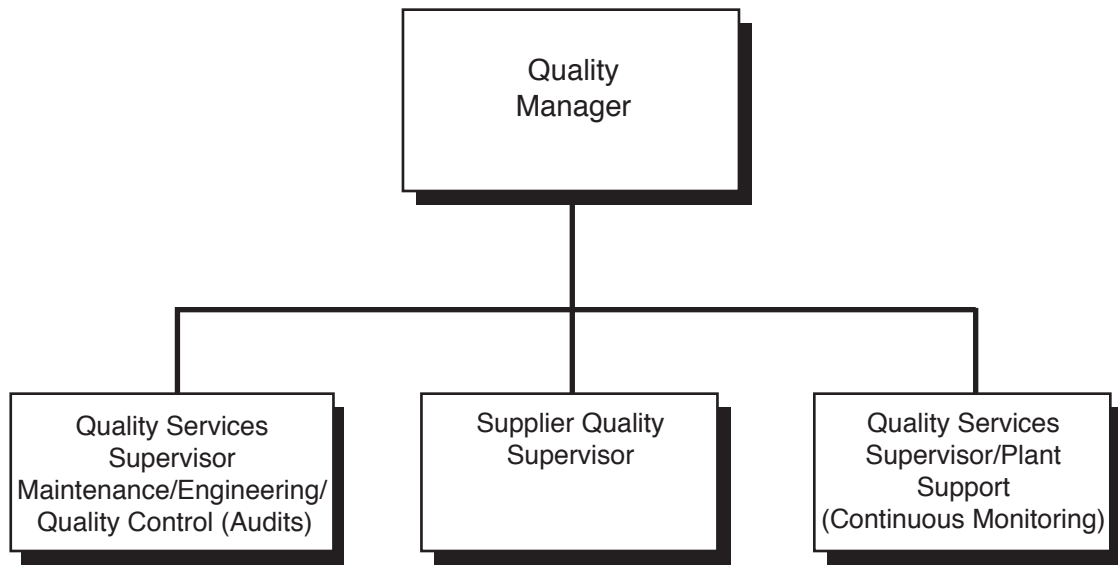 Quality
Manager
Quality Services
Supervisor
Maintenance/Engineering/
Quality Control (Audits)
Supplier Quality
Supervisor
Quality Services
Supervisor/Plant
Support
(Continuous Monitoring)